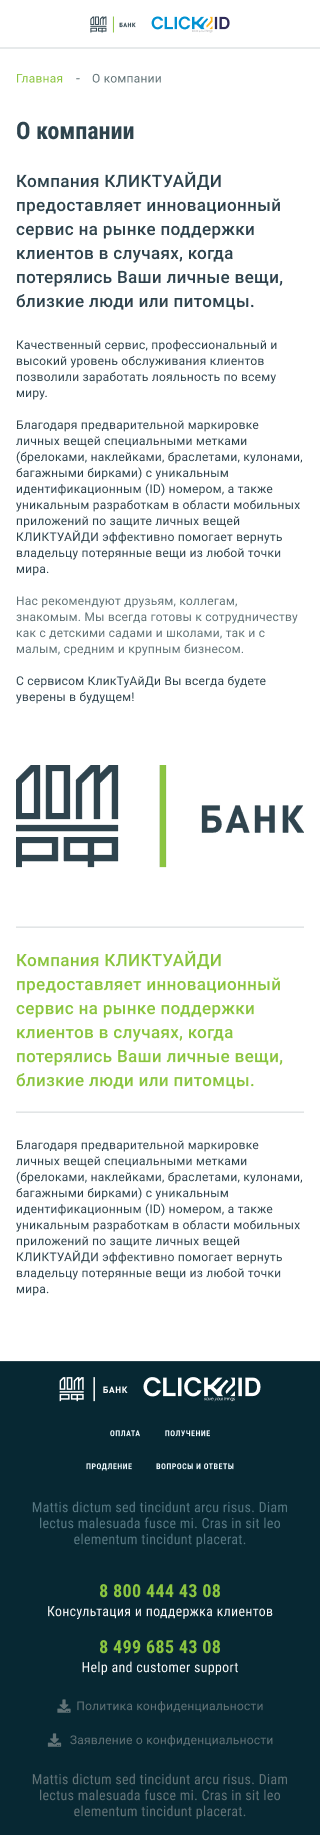 ДОМ РФ БАНК CLICK2ID
Главная - О компании
О компании
Компания КЛИКТУАЙДИ
предоставляет инновационный
сервис на рынке поддержки
клиентов в случаях, когда
потерялись Ваши личные вещи,
близкие люди или питомцы.
Качественный сервис, профессиональный и
высокий уровень обслуживания клиентов
позволили заработать лояльность по всему
миру.
Благодаря предварительной маркировке
личных вещей специальными метками
(брелоками, наклейками, браслетами, кулонами,
багажными бирками) с уникальным
идентификационным (ID) номером, а также
уникальным разработкам в области мобильных
приложений по защите личных вещей
КЛИКТУАЙДИ эффективно помогает вернуть
владельцу потерянные вещи из любой точки
мира.
Нас рекомендуют друзьям, коллегам,
знакомым. Мы всегда готовы к сотрудничеству
как с детскими садами и школами, так и с
малым, средним и крупным бизнесом.
С сервисом КликТуАйДи Вы всегда будете
уверены в будущем!
ДОМ
РФ
БАНК
Компания КЛИКТУАЙДИ
предоставляет инновационный
сервис на рынке поддержки
клиентов в случаях, когда
потерялись Ваши личные вещи,
близкие люди или питомцы.
Благодаря предварительной маркировке
личных вещей специальными метками
(брелоками, наклейками, браслетами, кулонами,
багажными бирками) с уникальным
идентификационным (ID) номером, а также
уникальным разработкам в области мобильных
приложений по защите личных вещей
КЛИКТУАЙДИ эффективно помогает вернуть
владельцу потерянные вещи из любой точки
мира.
ДОМ РФ БАНК CLICK2ID
ОПЛАТА ПОЛУЧЕНИЕ
ПРОДЛЕНИЕ ВОПРОСЫ И ОТВЕТЫ
Mattis dictum sed tincidunt arcu risus. Diam
lectus malesuada fusce mi. Cras in sit leo
elementum tincidunt placerat.
8 800 444 43 08
Консультация и поддержка клиентов
8 499 685 43 08
Help and customer support
Политика конфиденциальности
Заявление о конфиденциальности
Mattis dictum sed tincidunt arcu risus. Diam
lectus malesuada fusce mi. Cras in sit leo
elementum tincidunt placerat.